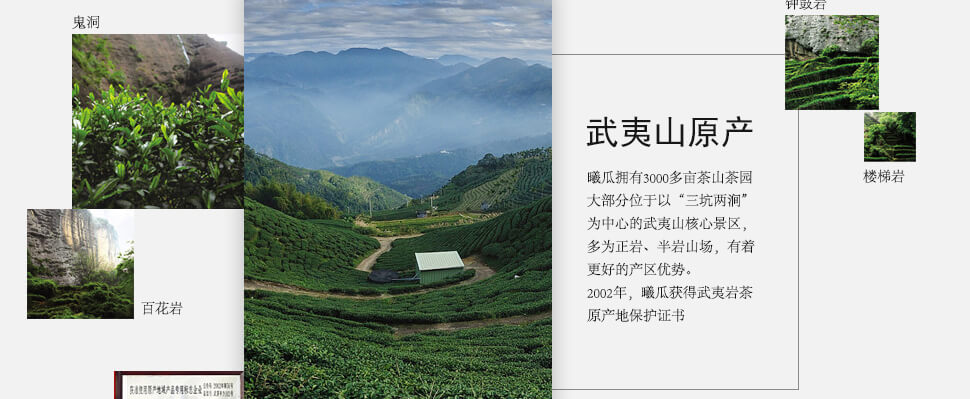 鬼洞
钟鼓岩
武夷山原产
曦瓜拥有3000多亩茶山茶园
大部分位于以“三坑两涧”
为中心的武夷山核心景区，
多为正岩、半岩山场，有着
更好的产区优势。
2002年，曦瓜获得武夷岩茶
原产地保护证书
楼梯岩
百花岩